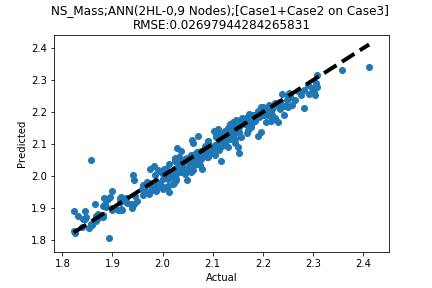 NS_Mass;ANN(2HL-0,9 Nodes);[Case1+Case2 on Case3]
RMSE:0.02697944284265831
2.4
2.3
2.2
2.1
2.0
1.9
1.8
Predicted
1.8 1.9 2.0 2.1 2.2 2.3 2.4
Actual